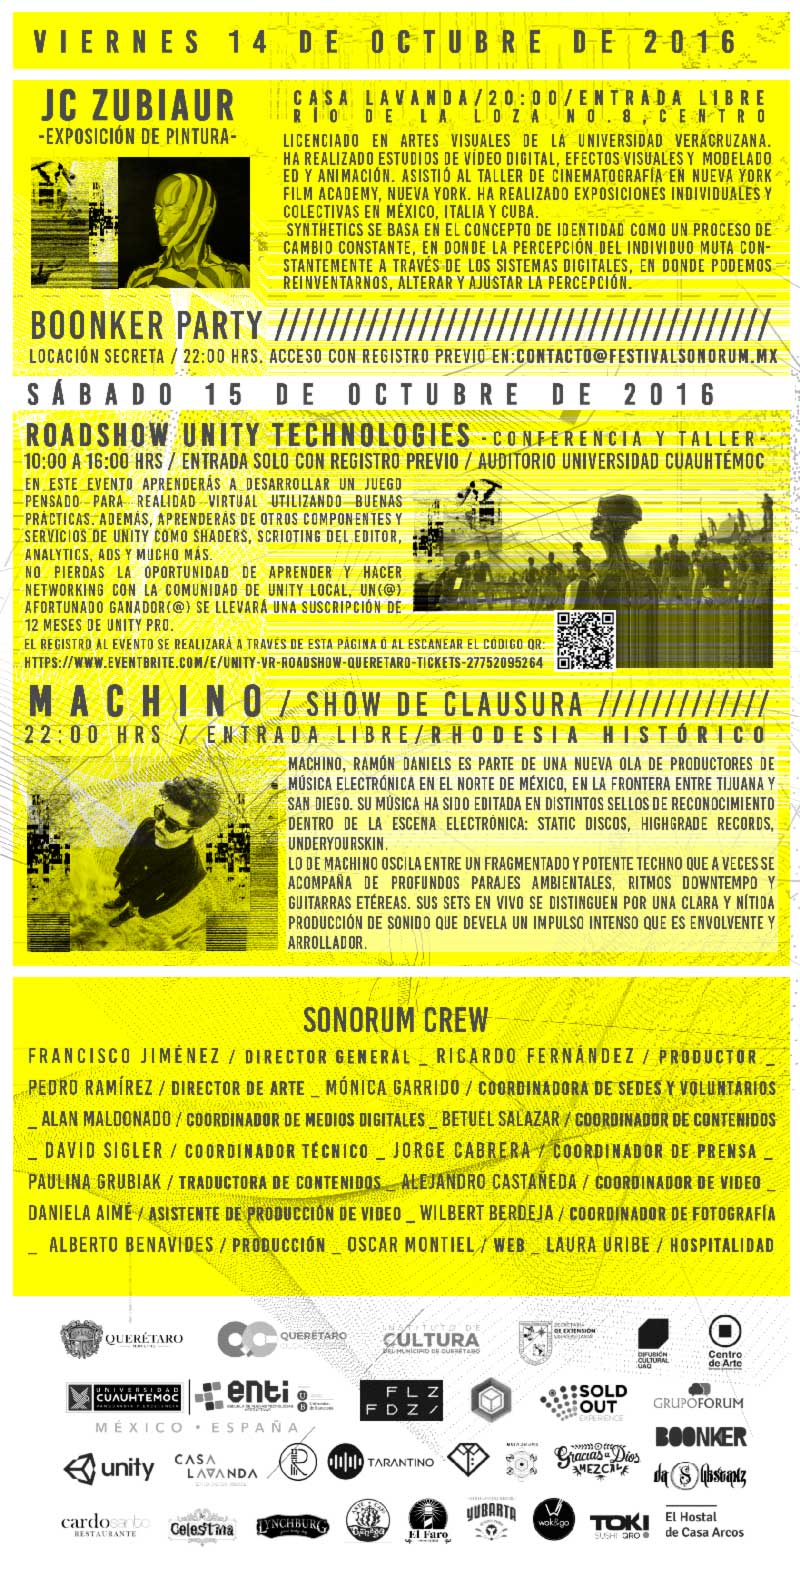 VIERNES 14 DE OCTUBRE DE 2016
JC ZUBIAUR
-EXPOSICIÓN DE PINTURA-
CASA LAVANDA/20:00/ENTRADA LIBRE
RÍO DE LA LOZA NO.8,CENTRO
LICENCIADO EN ARTES VISUALES DE LA UNIVERSIDAD VERACRUZANA.
HA REALIZADO ESTUDIOS DE VÍDEO DIGITAL, EFECTOS VISUALES Y MODELADO
ED Y ANIMACIÓN. ASISTIÓ AL TALLER DE CINEMATOGRAFÍA EN NUEVA YORK
FILM ACADEMY, NUEVA YORK. HA REALIZADO EXPOSICIONES INDIVIDUALES Y
COLECTIVAS EN MÉXICO, ITALIA Y CUBA.
SYNTHETICS SE BASA EN EL CONCEPTO DE IDENTIDAD COMO UN PROCESO DE
CAMBIO CONSTANTE, EN DONDE LA PERCEPCIÓN DEL INDIVIDUO MUTA CON-
STANTEMENTE A TRAVÉS DE LOS SISTEMAS DIGITALES, EN DONDE PODEMOS
REINVENTARNOS, ALTERAR Y AJUSTAR LA PERCEPCIÓN.
BOONKER PARTY ///////////////////////////////////
LOCACIÓN SECRETA / 22:00 HRS. ACCESO CON REGISTRO PREVIO EN:CONTACTO@FESTIVALSONORUM.MX
SÁBADO 15 DE OCTUBRE DE 2016
ROADSHOW UNITY TECHNOLOGIES -CONFERENCIA Y TALLER-
10:00 A 16:00 HRS / ENTRADA SOLO CON REGISTRO PREVIO / AUDITORIO UNIVERSIDAD CUAUHTÉMOC
EN ESTE EVENTO APRENDERÁS A DESARROLLAR UN JUEGO
PENSADO PARA REALIDAD VIRTUAL UTILIZANDO BUENAS
PRÁCTICAS. ADEMÁS, APRENDERÁS DE OTROS COMPONENTES Y
SERVICIOS DE UNITY COMO SHADERS, SCRIOTING DEL EDITOR,
ANALYTICS, ADS Y MUCHO MÁS.
NO PIERDAS LA OPORTUNIDAD DE APRENDER Y HACER
NETWORKING CON LA COMUNIDAD DE UNITY LOCAL, UN(@)
AFORTUNADO GANADOR(@) SE LLEVARÁ UNA SUSCRIPCIÓN DE
12 MESES DE UNITY PRO.
EL REGISTRO AL EVENTO SE REALIZARÁ A TRAVÉS DE ESTA PÁGINA Ó AL ESCANEAR EL CÓDIGO QR:
HTTPS://WWW.EVENTBRITE.COM/E/UNITY-VR-ROADSHOW-QUERETARO-TICKETS-27752095264
MACHINO / SHOW DE CLAUSURA /////////////
22:00 HRS / ENTRADA LIBRE/RHODESIA HISTÓRICO
MACHINO, RAMÓN DANIELS ES PARTE DE UNA NUEVA OLA DE PRODUCTORES DE
MÚSICA ELECTRÓNICA EN EL NORTE DE MÉXICO, EN LA FRONTERA ENTRE TIJUANA Y
SAN DIEGO. SU MÚSICA HA SIDO EDITADA EN DISTINTOS SELLOS DE RECONOCIMIENTO
DENTRO DE LA ESCENA ELECTRÓNICA: STATIC DISCOS, HIGHGRADE RECORDS,
UNDERYOURSKIN.
LO DE MACHINO OSCILA ENTRE UN FRAGMENTADO Y POTENTE TECHNO QUE A VECES SE
ACOMPAÑA DE PROFUNDOS PARAJES AMBIENTALES, RITMOS DOWNTEMPO Y
GUITARRAS ETÉREAS. SUS SETS EN VIVO SE DISTINGUEN POR UNA CLARA Y NÍTIDA
PRODUCCIÓN DE SONIDO QUE DEVELA UN IMPULSO INTENSO QUE ES ENVOLVENTE Y
ARROLLADOR.
SONORUM CREW
FRANCISCO JIMÉNEZ / DIRECTOR GENERAL _ RICARDO FERNÁNDEZ / PRODUCTOR _
PEDRO RAMÍREZ / DIRECTOR DE ARTE _ MÓNICA GARRIDO / COORDINADORA DE SEDES Y VOLUNTARIOS
_ ALAN MALDONADO / COORDINADOR DE MEDIOS DIGITALES _ BETUEL SALAZAR / COORDINADOR DE CONTENIDOS
_ DAVID SIGLER / COORDINADOR TÉCNICO _ JORGE CABRERA / COORDINADOR DE PRENSA _
PAULINA GRUBIAK / TRADUCTORA DE CONTENIDOS _ ALEJANDRO CASTAÑEDA / COORDINADOR DE VIDEO _
DANIELA AIMÉ / ASISTENTE DE PRODUCCIÓN DE VIDEO _ WILBERT BERDEJA / COORDINADOR DE FOTOGRAFÍA
_ ALBERTO BENAVIDES / PRODUCCIÓN _ OSCAR MONTIEL / WEB _ LAURA URIBE / HOSPITALIDAD
QUERÉTARO
QUERÉTARO
INSTITUTO DE
CULTURA
DEL MUNICIPIO DE QUERÉTARO
SECRETARÍA
DE EXTENSIÓN
UNIVERSITARIA
DIFUSIÓN
CULTURAL
UAQ
Centro
de Arte
UNIVERSIDAD
CUAUHTEMOC
enti
MÉXICO • ESPAÑA
FLZ
FDZ/
SOLD
OUT
EXPERIENCE
GRUPOFORUM
BOONKER
unity
CASA
LAVANDA
TARANTINO
Gracias a Dios
MEZCAL
cardosanto
RESTAURANTE
Celestina
LYNCHBURG
El Faro
YUBARTA
wok&go
TOKI
SUSHI QRO
El Hostal
de Casa Arcos